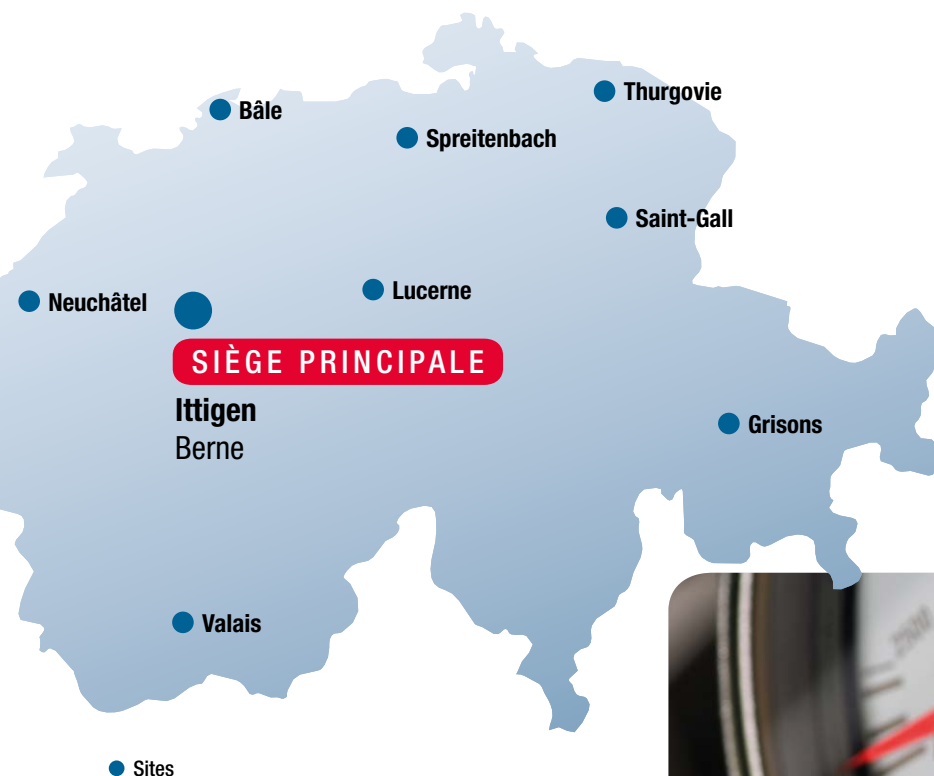 Thurgovie
Bâle
Spreitenbach
Saint-Gall
Lucerne
Neuchâtel
SIÈGE PRINCIPALE
Ittigen
Berne
Grisons
Valais
Sites